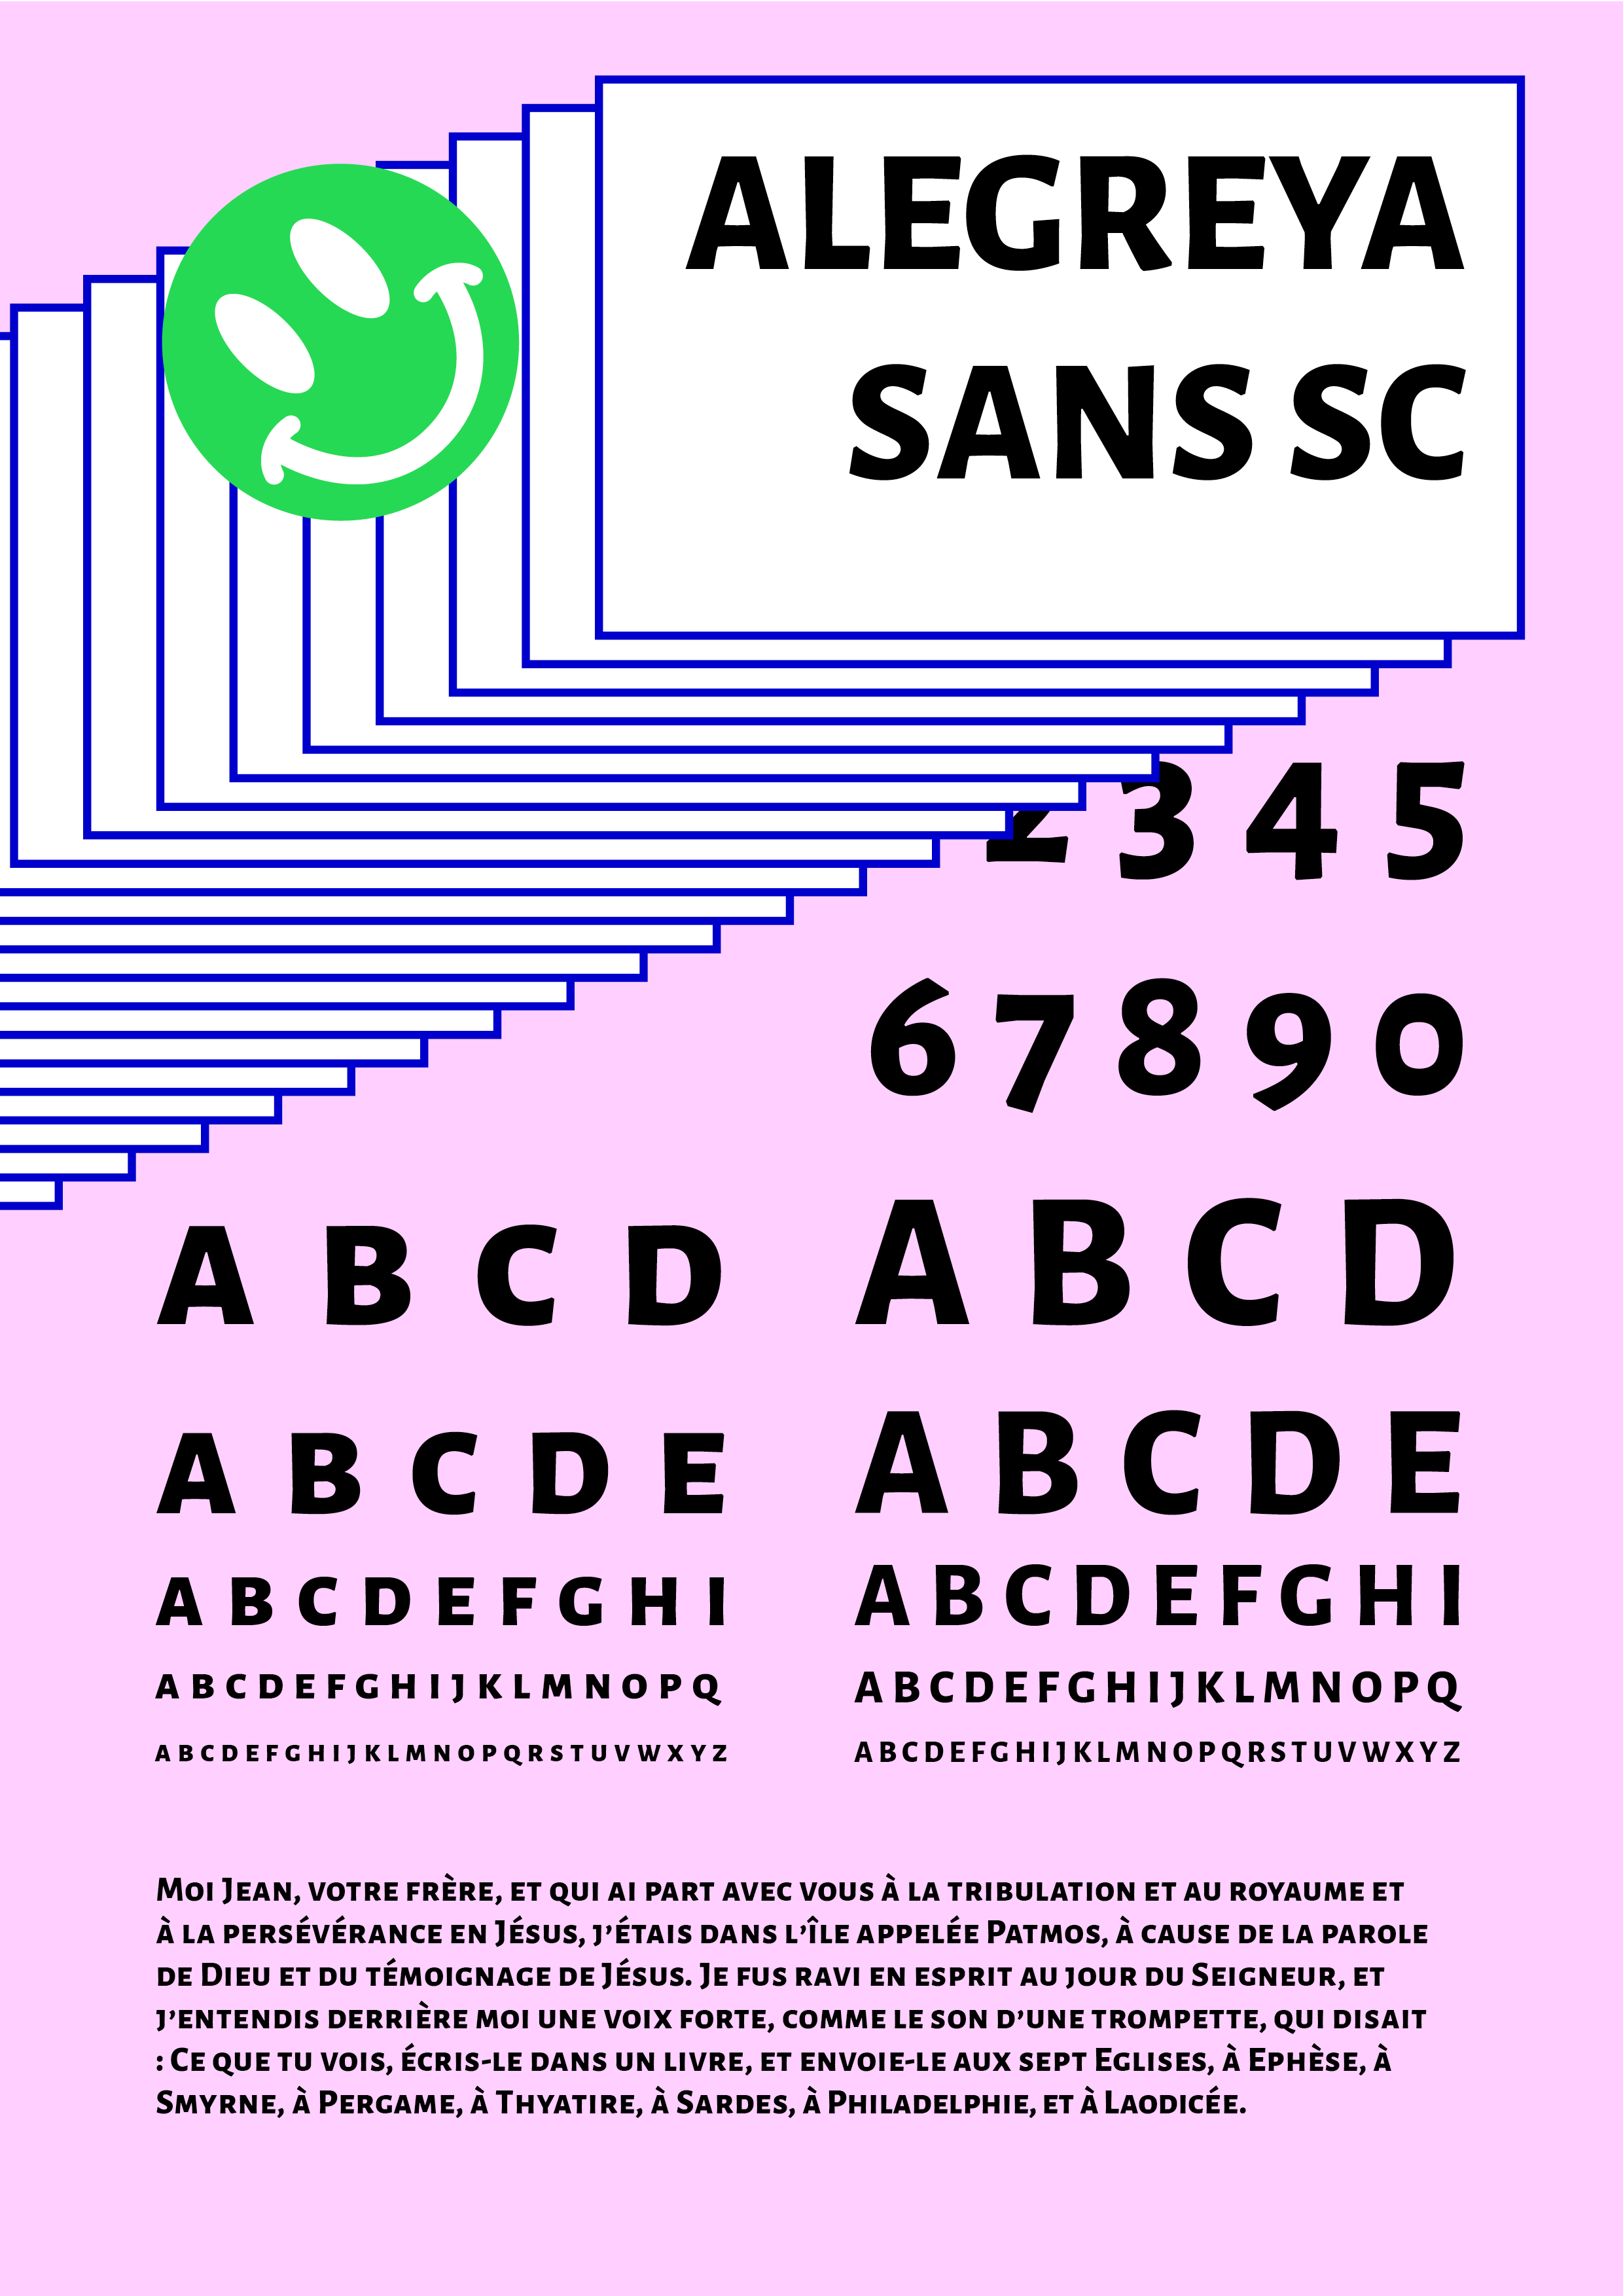 ALEGREYA
SANS SC
2 3 4 5
6 7 8 9 0
A B C D
A B C D
A B C D E
A B C D E
A B C D E F G H I
A B C D E F G H I
A B C D E F G H I J K L M N O P Q
A B C D E F G H I J K L M N O P Q
A B C D E F G H I J K L M N O P Q R S T U V W X Y Z
A B C D E F G H I J K L M N O P Q R S T U V W X Y Z
Moi Jean, votre frère, et qui ai part avec vous à la tribulation et au royaume et
à la persévérance en Jésus, j’étais dans l’île appelée Patmos, à cause de la parole
de Dieu et du témoignage de Jésus. Je fus ravi en esprit au jour du Seigneur, et
j’entendis derrière moi une voix forte, comme le son d’une trompette, qui disait
: Ce que tu vois, écris-le dans un livre, et envoie-le aux sept Eglises, à Ephèse, à
Smyrne, à Pergame, à Thyatire, à Sardes, à Philadelphie, et à Laodicée.